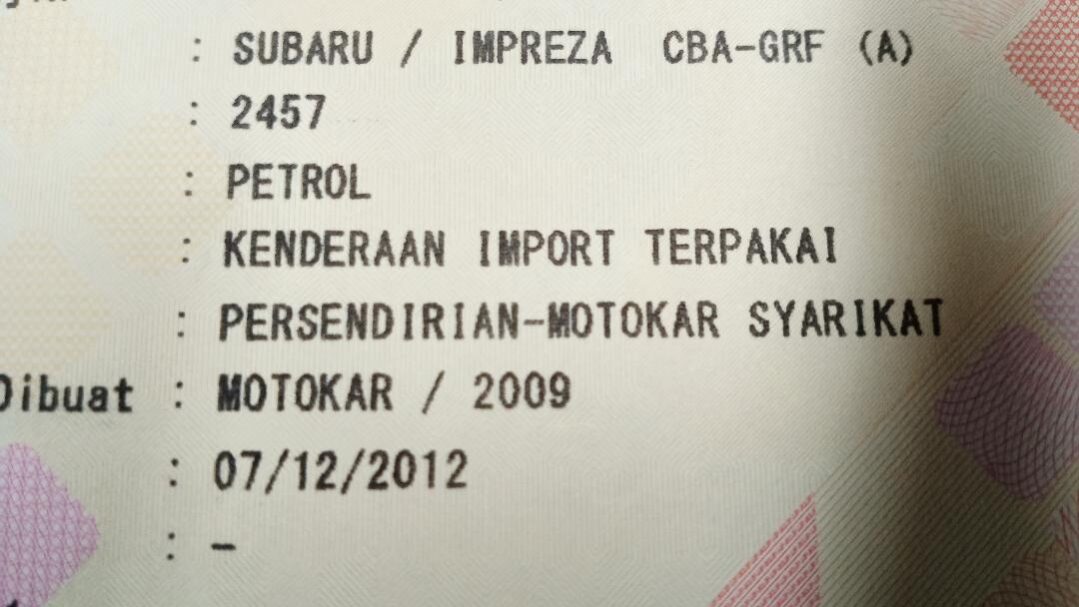 : SUBARU / IMPREZA CBA-GRF (A)
: 2457
: PETROL
: KENDERAAN IMPORT TERPAKAI
: PERSENDIRIAN-MOTOKAR SYARIKAT
Dibuat : MOTOKAR / 2009
: 07/12/2012
: -